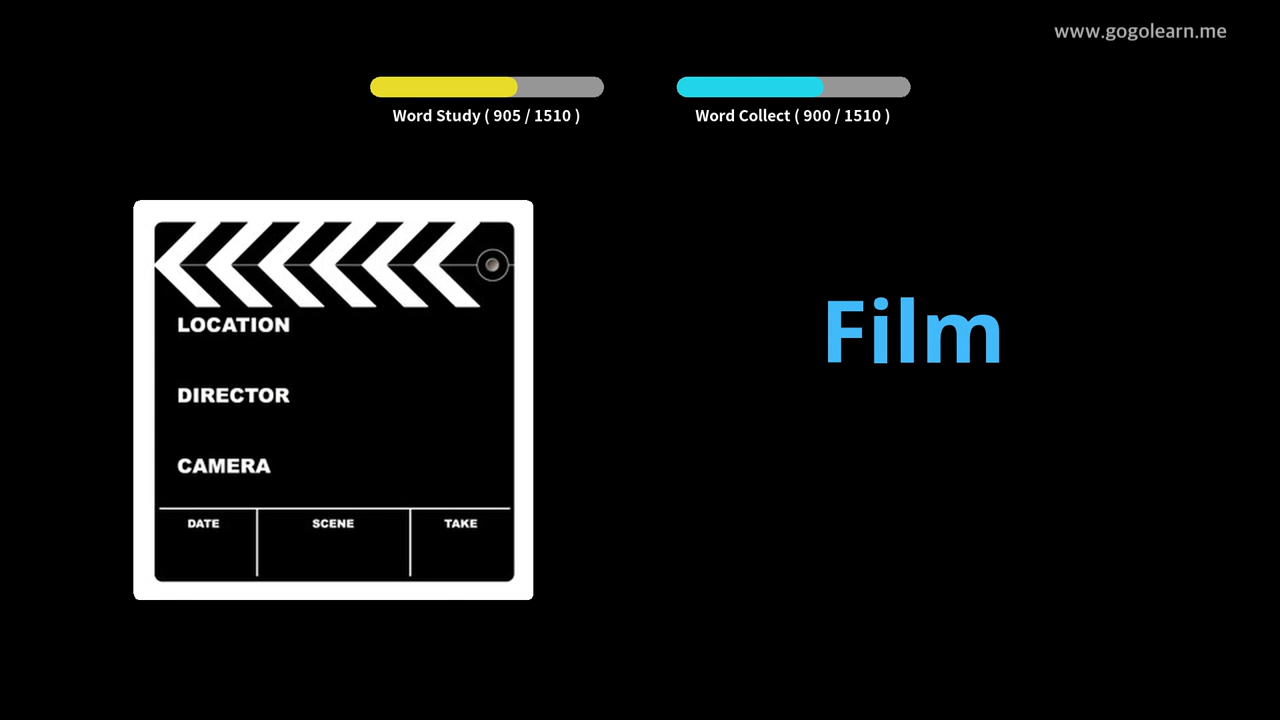 www.gogolearn.me
Word Study ( 905 / 1510 )
Word Collect ( 900 / 1510 )
LOCATION
DIRECTOR
CAMERA
DATE
SCENE
TAKE
Film